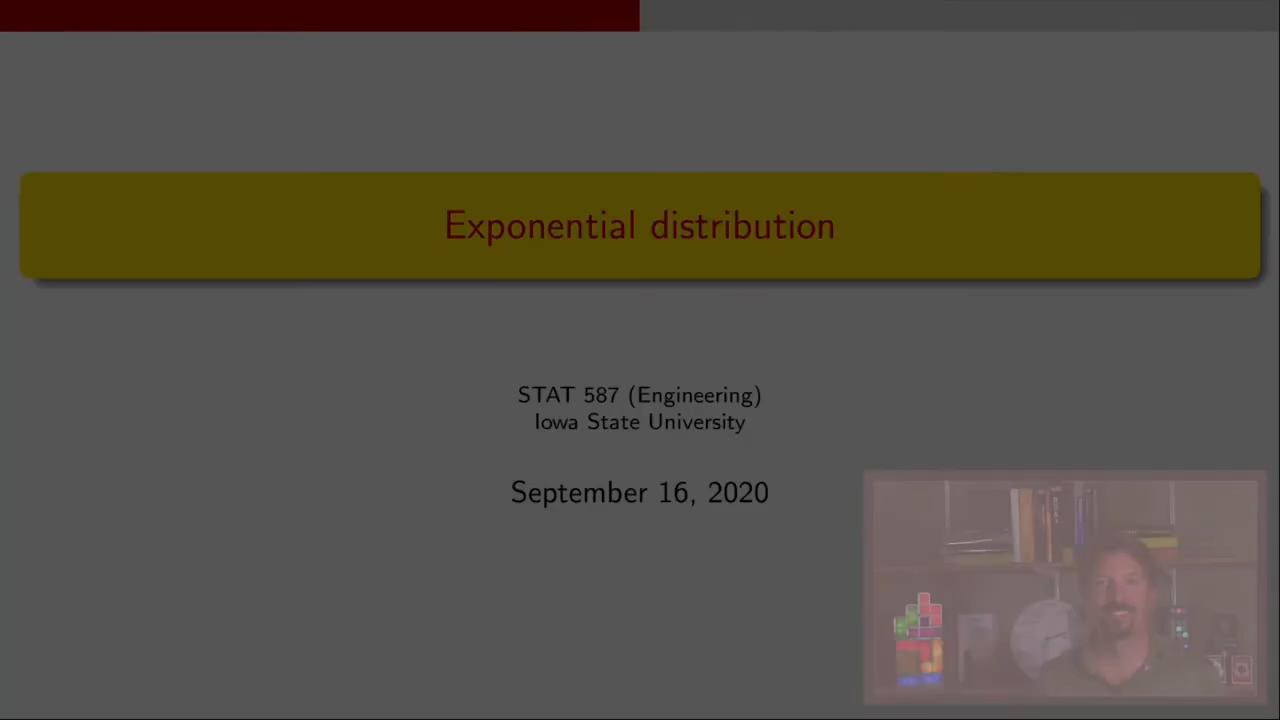 Exponential distribution
STAT 587 (Engineering)
Iowa State University
September 16, 2020